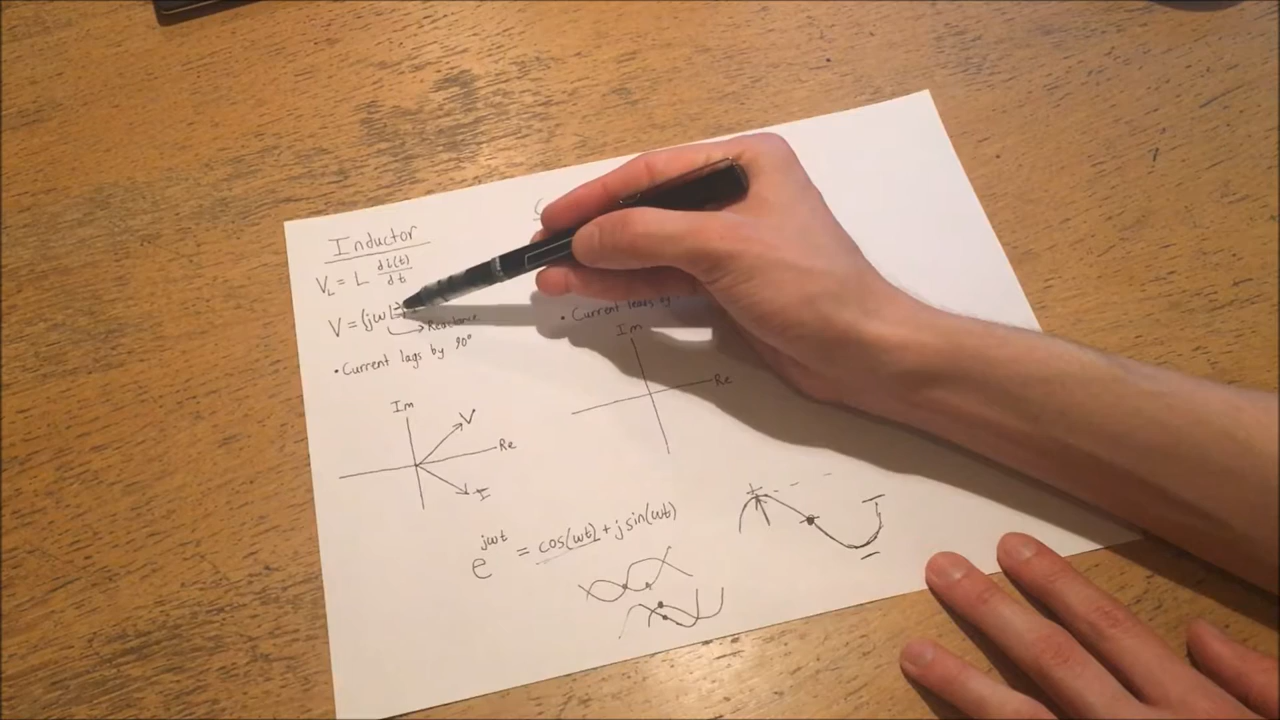 Inductor
V_L = L di(t)/dt
V = (jωL)
Reactance
• Current lags by 90°
Im
V
Re
I
• Current leads by
Im
Re
e^jωt = cos(ωt) + j sin(ωt)